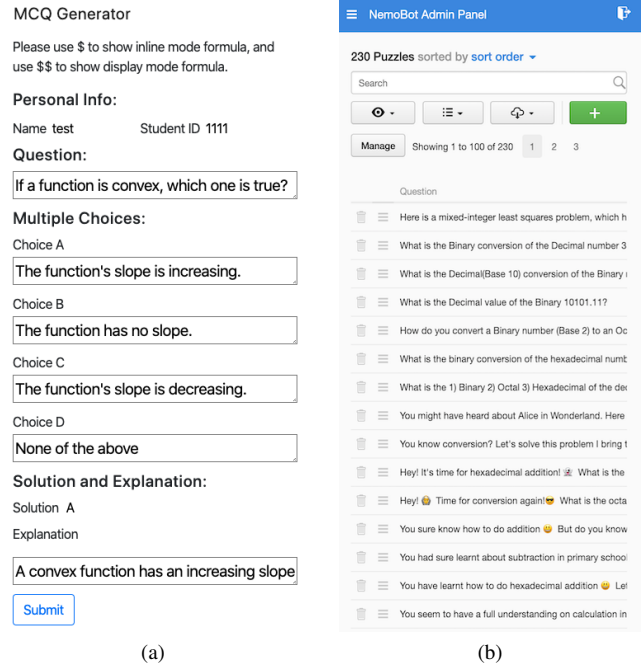 MCQ Generator
Please use $ to show inline mode formula, and
use $$ to show display mode formula.
Personal Info:
Name test Student ID 1111
Question:
If a function is convex, which one is true?
Multiple Choices:
Choice A
The function's slope is increasing.
Choice B
The function has no slope.
Choice C
The function's slope is decreasing.
Choice D
None of the above
Solution and Explanation:
Solution A
Explanation
A convex function has an increasing slope
Submit
(a)
NemoBot Admin Panel
230 Puzzles sorted by sort order
Search
+
Manage Showing 1 to 100 of 230 1 2 3
Question
Here is a mixed-integer least squares problem, which h
What is the Binary conversion of the Decimal number 3
What is the Decimal(Base 10) conversion of the Binary
What is the Decimal value of the Binary 10101.11?
How do you convert a Binary number (Base 2) to an Oc
What is the binary conversion of the hexadecimal numb
What is the 1) Binary 2) Octal 3) Hexadecimal of the de
You might have heard about Alice in Wonderland. Here
You know conversion? Let's solve this problem I bring t
Hey! It's time for hexadecimal addition! What is the
Hey! Time for conversion again!😎 What is the octa
You sure know how to do addition 😀 But do you know
You had sure learnt about subtraction in primary school
You have learnt how to do hexadecimal addition 😀 Let
You seem to have a full understanding on calculation in
(b)